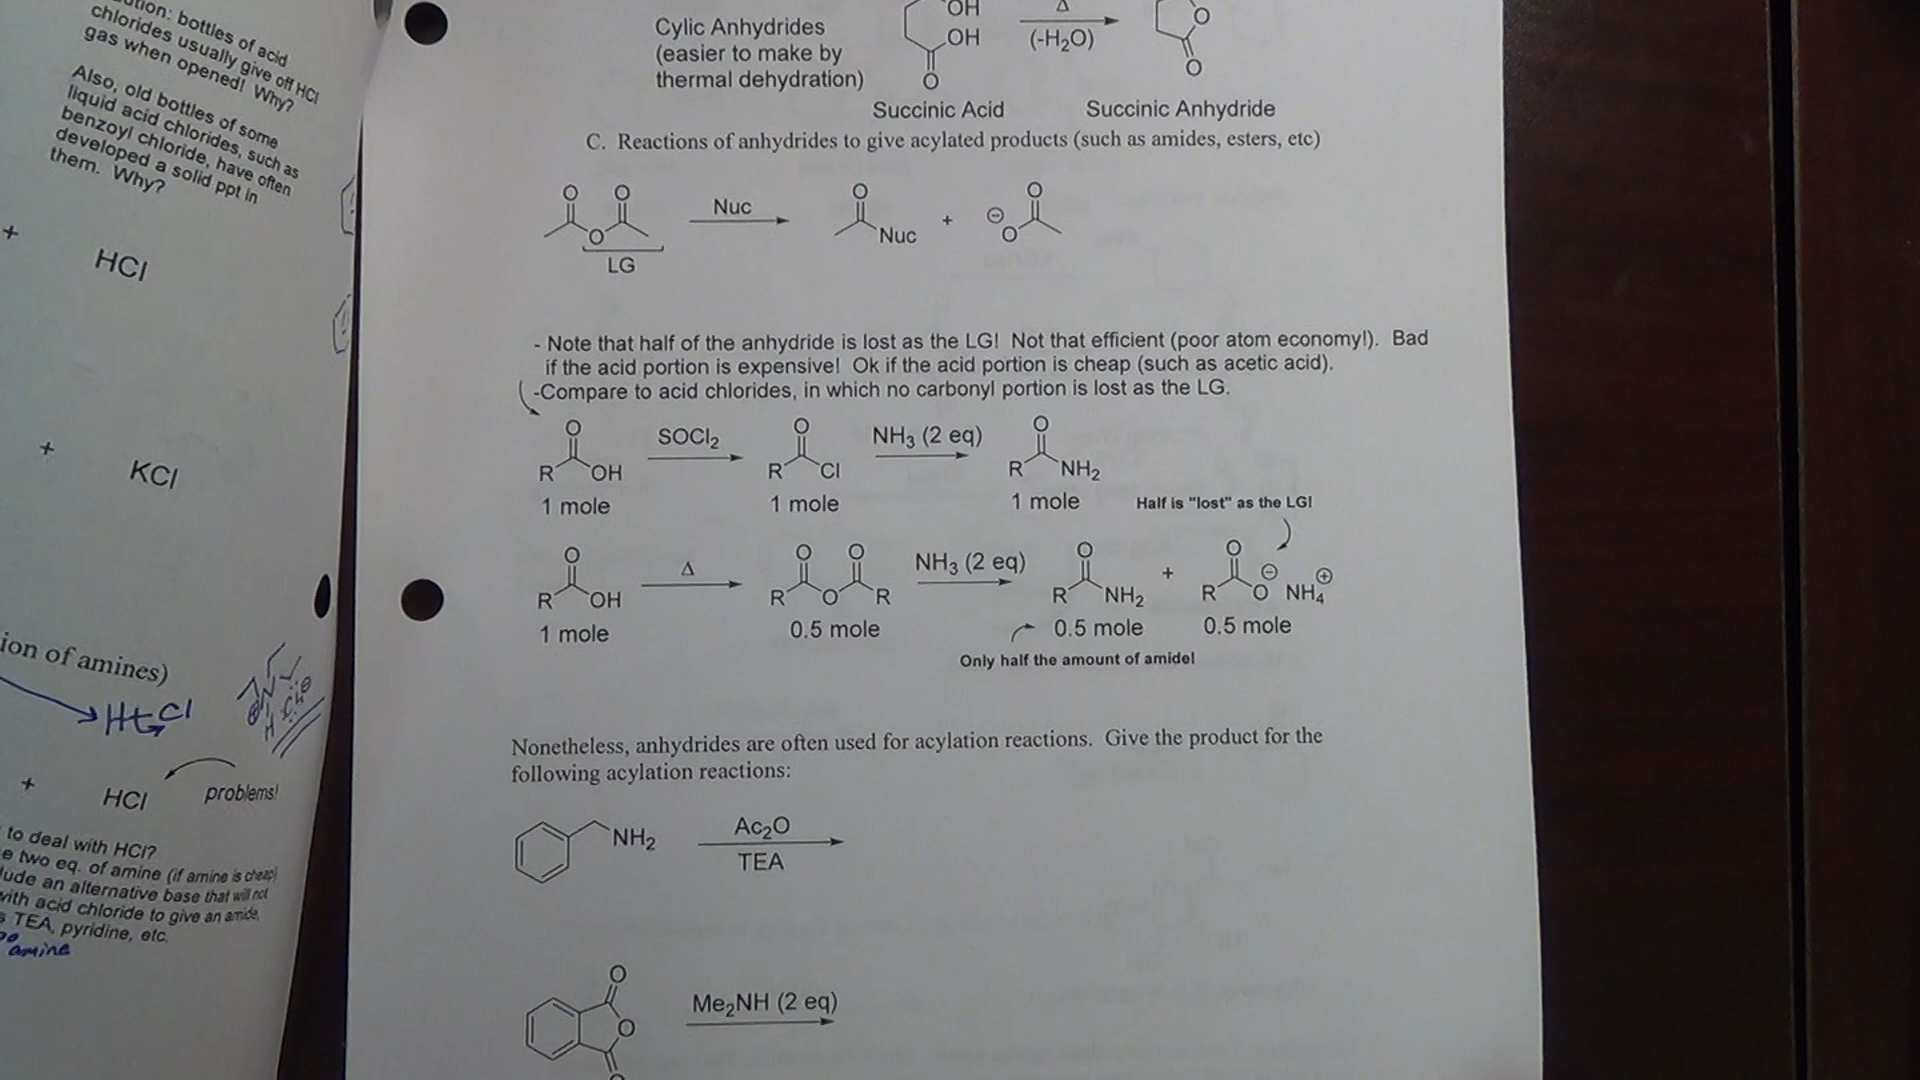 ution: bottles of acid
chlorides usually give off HCl
gas when opened! Why?
Also, old bottles of some
liquid acid chlorides, such as
benzoyl chloride, have often
developed a solid ppt in
them. Why?
+ HCl
+ KCl
ion of amines)
H Cl
N
⊕
H
Cl ⊖
+ HCl problems!
to deal with HCl?
e two eq. of amine (if amine is cheap)
lude an alternative base that will not
with acid chloride to give an amide,
s TEA, pyridine, etc.
amine
Cylic Anhydrides
(easier to make by
thermal dehydration)
OH
OH
O
Δ
(-H2O)
O
O
Succinic Acid Succinic Anhydride
C. Reactions of anhydrides to give acylated products (such as amides, esters, etc)
O O O O
Nuc
O Nuc + ⊖ O
LG
- Note that half of the anhydride is lost as the LG! Not that efficient (poor atom economy!). Bad
if the acid portion is expensive! Ok if the acid portion is cheap (such as acetic acid).
-Compare to acid chlorides, in which no carbonyl portion is lost as the LG.
O O O
SOCl2 NH3 (2 eq)
R OH R Cl R NH2
1 mole 1 mole 1 mole Half is "lost" as the LG!
O O O O O
Δ NH3 (2 eq) + ⊖ ⊕
R OH R O R R NH2 R O NH4
1 mole 0.5 mole 0.5 mole 0.5 mole
Only half the amount of amide!
Nonetheless, anhydrides are often used for acylation reactions. Give the product for the
following acylation reactions:
NH2 Ac2O
TEA
O
Me2NH (2 eq)
O
O